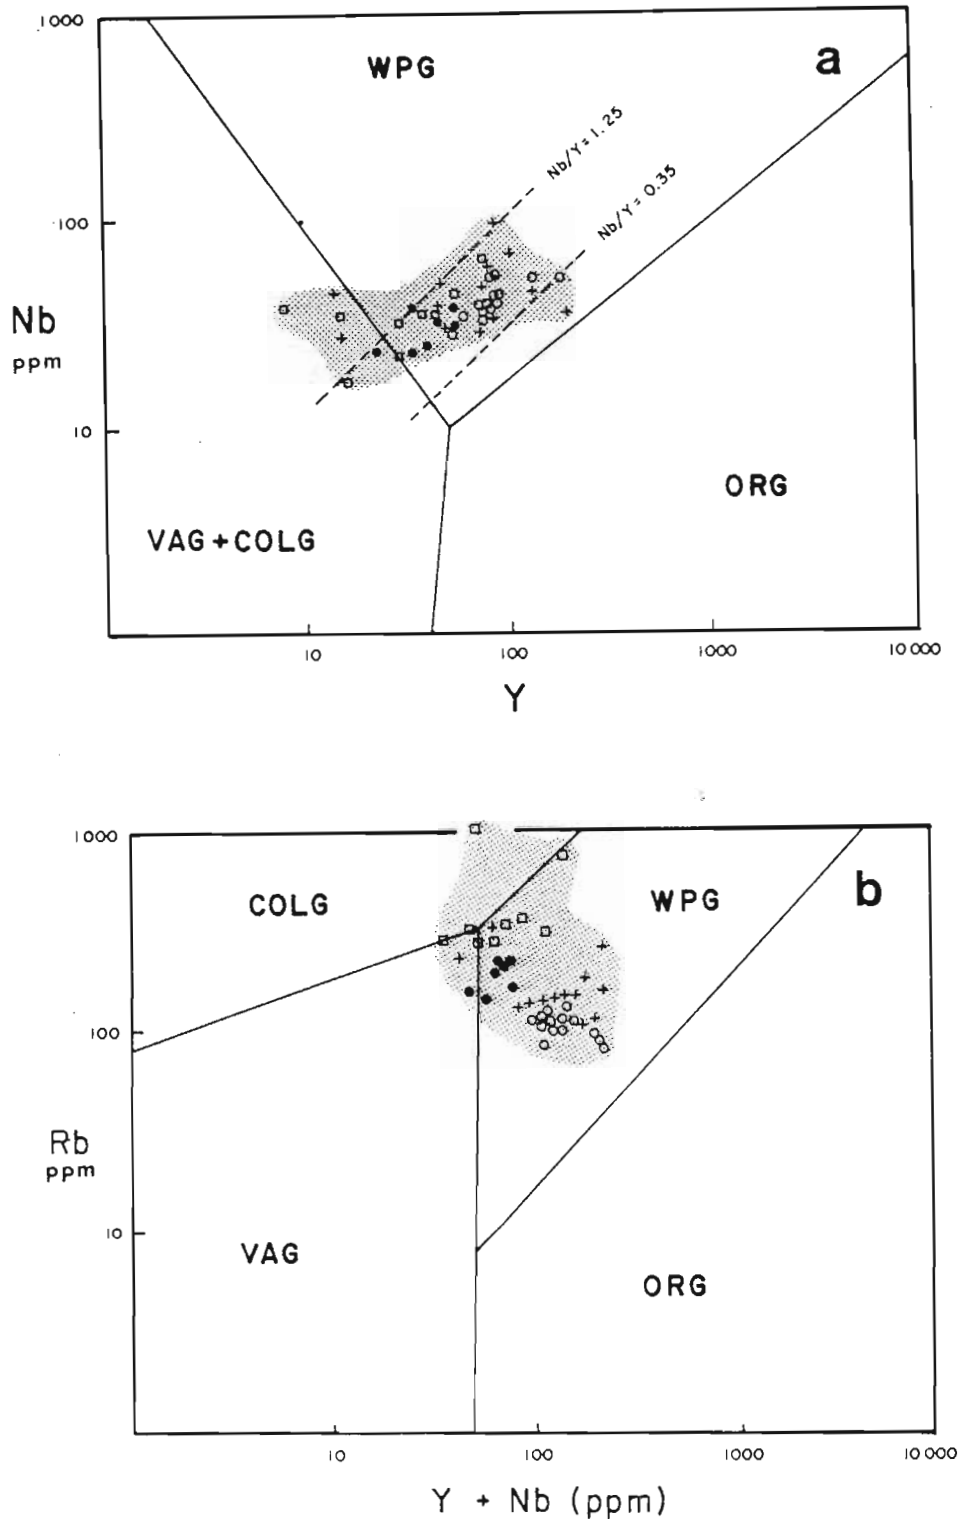 1000
WPG
a
Nb/Y= 1.25
Nb/Y= 0.35
100
Nb
ppm
10
ORG
VAG+COLG
10
100
1000
10 000
Y
1000
COLG
WPG
b
100
Rb
ppm
10
VAG
ORG
10
100
1000
10 000
Y + Nb (ppm)